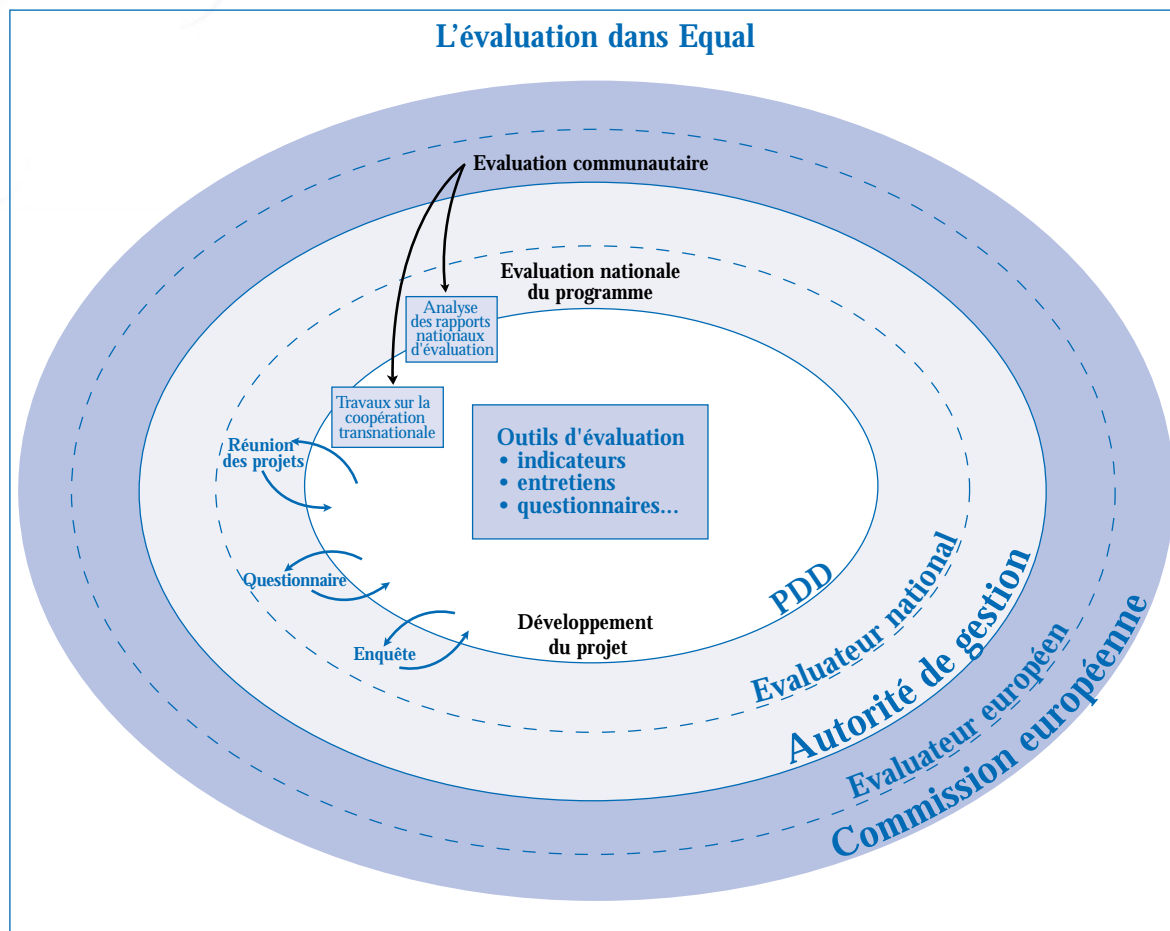 L'évaluation dans Equal
Evaluation communautaire
Evaluation nationale
du programme
Analyse
des rapports
nationaux
d'évaluation
Travaux sur la
coopération
transnationale
Outils d'évaluation
• indicateurs
• entretiens
• questionnaires...
Réunion
des projets
Questionnaire
Enquête
Développement
du projet
PDD
Evaluateur national
Autorité de gestion
Evaluateur européen
Commission européenne